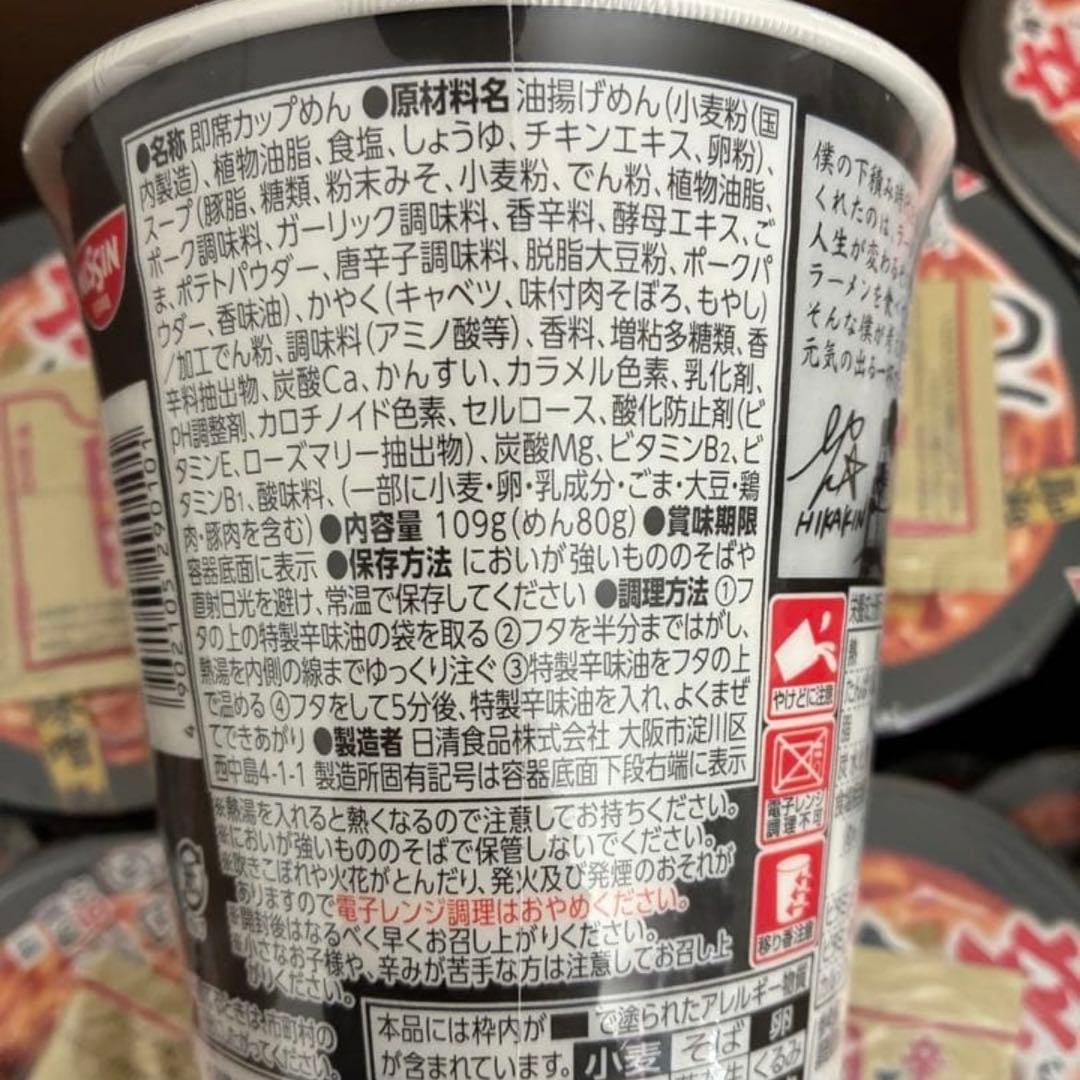 ●名称 即席カップめん ●原材料名 油揚げめん(小麦粉(国
内製造)、植物油脂、食塩、しょうゆ、チキンエキス、卵粉)、
スープ(豚脂、糖類、粉末みそ、小麦粉、でん粉、植物油脂、
ポーク調味料、ガーリック調味料、香辛料、酵母エキス、ご
ま、ポテトパウダー、唐辛子調味料、脱脂大豆粉、ポークパ
ウダー、香味油)、かやく(キャベツ、味付肉そぼろ、もやし)
/加工でん粉、調味料(アミノ酸等)、香料、増粘多糖類、香
辛料抽出物、炭酸Ca、かんすい、カラメル色素、乳化剤、
pH調整剤、カロチノイド色素、セルロース、酸化防止剤(ビ
タミンE、ローズマリー抽出物)、炭酸Mg、ビタミンB2、ビ
タミンB1、酸味料、(一部に小麦・卵・乳成分・ごま・大豆・鶏
肉・豚肉を含む) ●内容量 109g(めん80g) ●賞味期限
容器底面に表示 ●保存方法 においが強いもののそばや
直射日光を避け、常温で保存してください ●調理方法 ①フ
タの上の特製辛味油の袋を取る ②フタを半分まではがし、
熱湯を内側の線までゆっくり注ぐ ③特製辛味油をフタの上
で温める ④フタをして5分後、特製辛味油を入れ、よくまぜ
てできあがり ●製造者 日清食品株式会社 大阪市淀川区
西中島4-1-1 製造所固有記号は容器底面下段右端に表示
※熱湯を入れると熱くなるので注意してお持ちください。
※においが強いもののそばで保管しないでください。
※吹きこぼれや火花がとんだり、発火及び発煙のおそれが
ありますので電子レンジ調理はおやめください。
※開封後はなるべく早くお召し上がりください。
※小さなお子様や、辛みが苦手な方は注意してお召し上
がりください。
本品には枠内が■で塗られたアレルギー物質
が含まれています。
小麦 そば 卵
くるみ
NISSIN
4 902105 290101
僕の下積み時
くれたのは、ラー
人生が変わる
ラーメンを食
そんな僕が
元気の出る一杯
HIKAKIN
やけどに注意
電子レンジ
調理不可
移り香注意